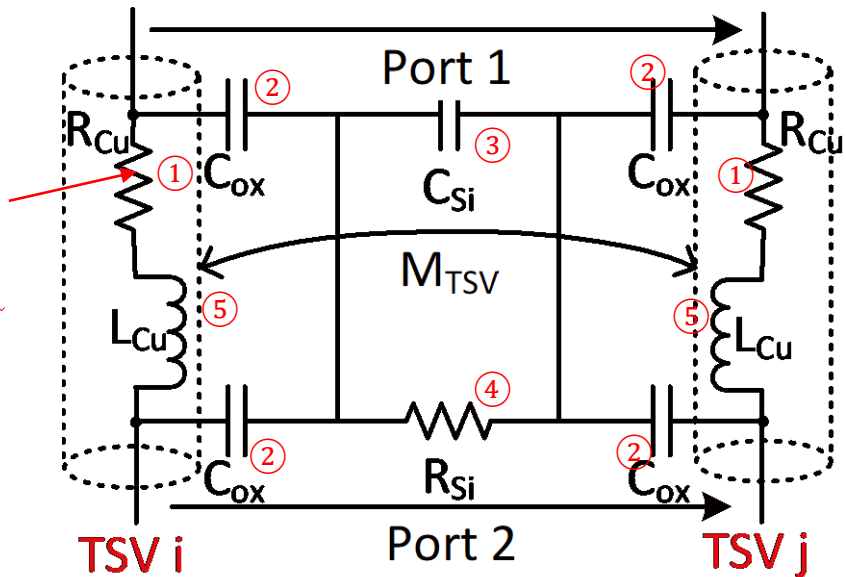 Port 1
② ②
R_Cu R_Cu
① C_ox ③ C_ox ①
C_Si
M_TSV
⑤ ⑤
L_Cu L_Cu
④
② R_Si ②
C_ox C_ox
Port 2
TSV i TSV j